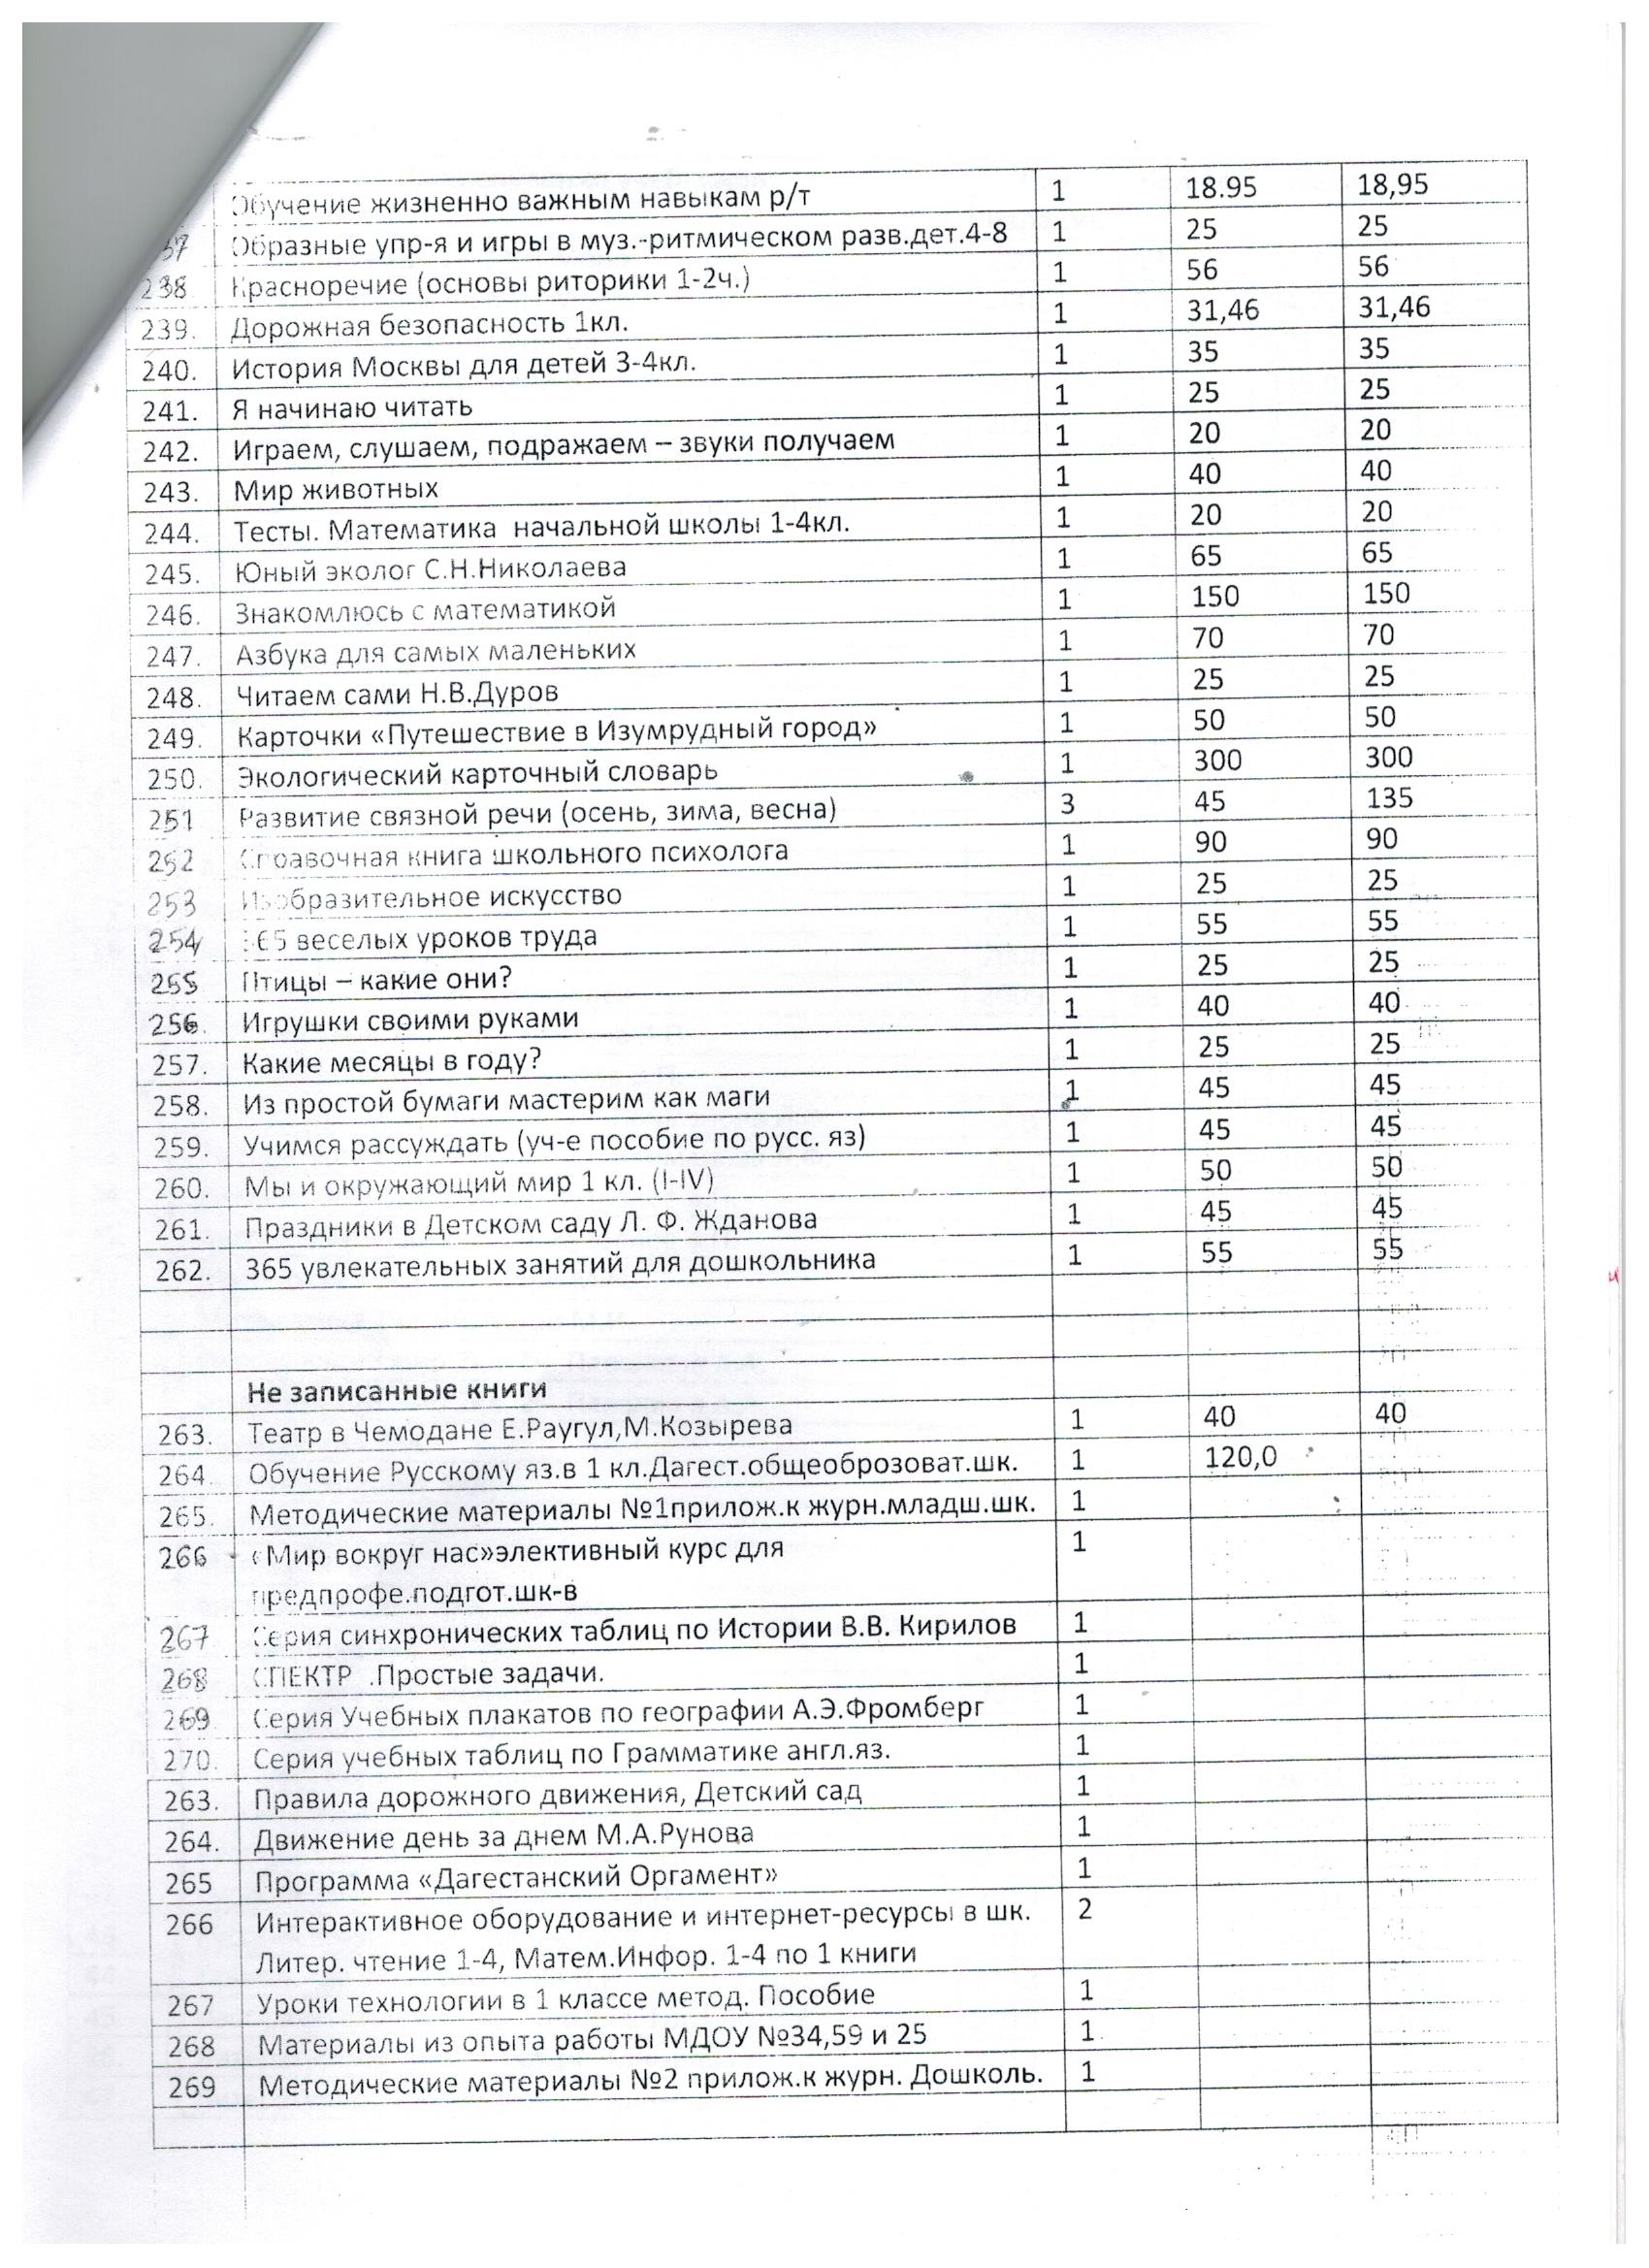 Обучение жизненно важным навыкам р/т 1 18.95 18,95
37 Образные упр-я и игры в муз.-ритмическом разв.дет.4-8 1 25 25
238 Красноречие (основы риторики 1-2ч.) 1 56 56
239. Дорожная безопасность 1кл. 1 31,46 31,46
240. История Москвы для детей 3-4кл. 1 35 35
241. Я начинаю читать 1 25 25
242. Играем, слушаем, подражаем – звуки получаем 1 20 20
243. Мир животных 1 40 40
244. Тесты. Математика начальной школы 1-4кл. 1 20 20
245. Юный эколог С.Н.Николаева 1 65 65
246. Знакомлюсь с математикой 1 150 150
247. Азбука для самых маленьких 1 70 70
248. Читаем сами Н.В.Дуров 1 25 25
249. Карточки «Путешествие в Изумрудный город» 1 50 50
250. Экологический карточный словарь 1 300 300
251 Развитие связной речи (осень, зима, весна) 3 45 135
252 Справочная книга школьного психолога 1 90 90
253 Изобразительное искусство 1 25 25
254 365 веселых уроков труда 1 55 55
255 Птицы – какие они? 1 25 25
256. Игрушки своими руками 1 40 40
257. Какие месяцы в году? 1 25 25
258. Из простой бумаги мастерим как маги 1 45 45
259. Учимся рассуждать (уч-е пособие по русс. яз) 1 45 45
260. Мы и окружающий мир 1 кл. (I-IV) 1 50 50
261. Праздники в Детском саду Л. Ф. Жданова 1 45 45
262. 365 увлекательных занятий для дошкольника 1 55 55
Не записанные книги
263. Театр в Чемодане Е.Раугул,М.Козырева 1 40 40
264. Обучение Русскому яз.в 1 кл.Дагест.общеоброзоват.шк. 1 120,0
265. Методические материалы №1прилож.к журн.младш.шк. 1
266 «Мир вокруг нас»элективный курс для 1
предпрофе.подгот.шк-в
267 Серия синхронических таблиц по Истории В.В. Кирилов 1
268 СПЕКТР .Простые задачи. 1
269 Серия Учебных плакатов по географии А.Э.Фромберг 1
270. Серия учебных таблиц по Грамматике англ.яз. 1
263. Правила дорожного движения, Детский сад 1
264. Движение день за днем М.А.Рунова 1
265 Программа «Дагестанский Оргамент» 1
266 Интерактивное оборудование и интернет-ресурсы в шк. 2
Литер. чтение 1-4, Матем.Инфор. 1-4 по 1 книги
267 Уроки технологии в 1 классе метод. Пособие 1
268 Материалы из опыта работы МДОУ №34,59 и 25 1
269 Методические материалы №2 прилож.к журн. Дошколь. 1